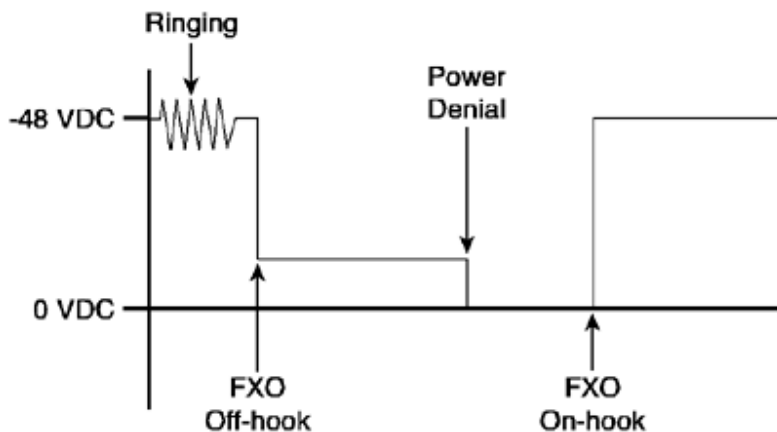 Ringing
Power
Denial
-48 VDC
0 VDC
FXO
Off-hook
FXO
On-hook